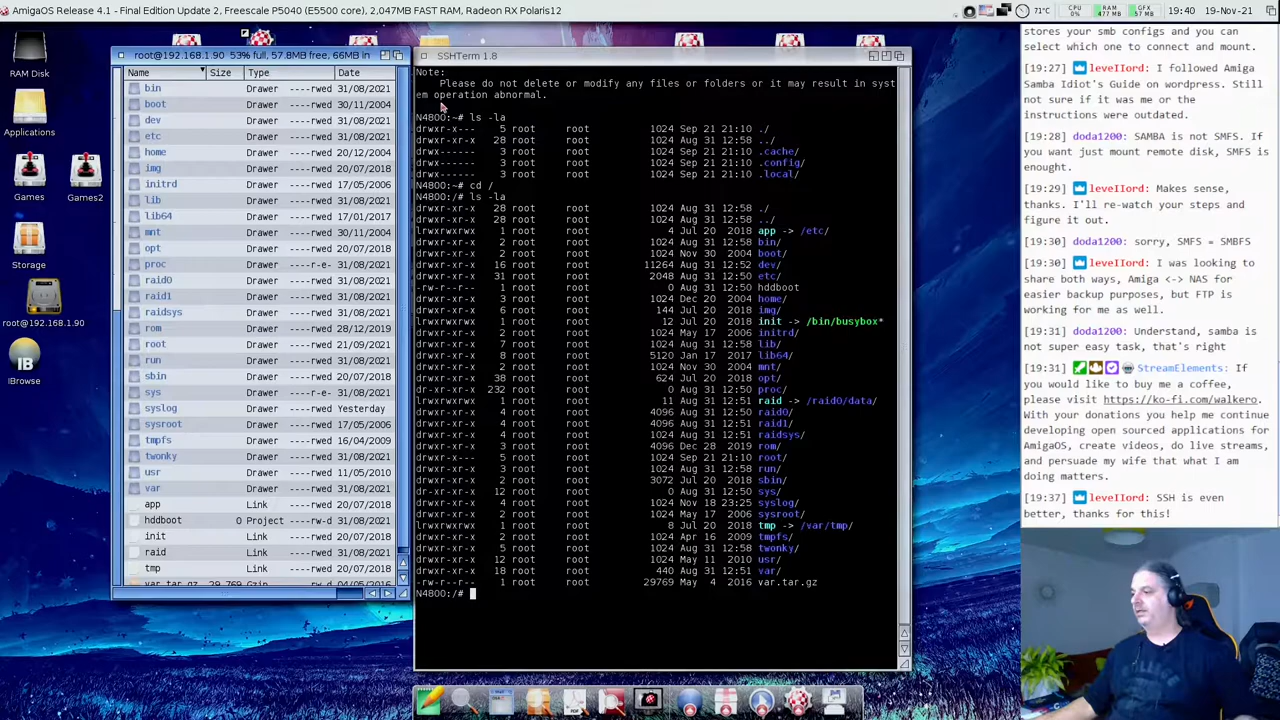 AmigaOS Release 4.1 - Final Edition Update 2, Freescale P5040 (E5500 core), 2,047MB FAST RAM, Radeon RX Polaris12
71°C
CPU
0%
RAM
477 MB
GFX
57 MB
19:40
19-Nov-21
RAM Disk
Applications
Games
Games2
Storage
root@192.168.1.90
IBrowse
root@192.168.1.90 53% full, 57.8MB free, 66MB in
Name Size Type Date
bin Drawer ----rwed 31/08/2021
boot Drawer ----rwed 30/11/2004
dev Drawer ----rwed 31/08/2021
etc Drawer ----rwed 31/08/2021
home Drawer ----rwed 20/12/2004
img Drawer ----rwed 20/07/2018
initrd Drawer ----rwed 17/05/2006
lib Drawer ----rwed 31/08/2021
lib64 Drawer ----rwed 17/01/2017
mnt Drawer ----rwed 30/11/2004
opt Drawer ----rwed 20/07/2018
proc Drawer ----r-e- 31/08/2021
raid0 Drawer ----rwed 31/08/2021
raid1 Drawer ----rwed 31/08/2021
raidsys Drawer ----rwed 31/08/2021
rom Drawer ----rwed 28/12/2019
root Drawer ----rwed 21/09/2021
run Drawer ----rwed 31/08/2021
sbin Drawer ----rwed 20/07/2018
sys Drawer ----r-e- 31/08/2021
syslog Drawer ----rwed Yesterday
sysroot Drawer ----rwed 17/05/2006
tmpfs Drawer ----rwed 16/04/2009
twonky Drawer ----rwed 31/08/2021
usr Drawer ----rwed 11/05/2010
var Drawer ----rwed 31/08/2021
app Link ----rwed 20/07/2018
hddboot 0 Project ----rw-d 31/08/2021
init Link ----rwed 20/07/2018
raid Link ----rwed 31/08/2021
tmp Link ----rwed 20/07/2018
var.tar.gz 29,769 Gzip ----rw-d 04/05/2016
SSHTerm 1.8
Note:
Please do not delete or modify any files or folders or it may result in syst
em operation abnormal.
N4800:~# ls -la
drwxr-x--- 5 root root 1024 Sep 21 21:10 ./
drwxr-xr-x 28 root root 1024 Aug 31 12:58 ../
drwx------ 3 root root 1024 Sep 21 21:10 .cache/
drwx------ 3 root root 1024 Sep 21 21:10 .config/
drwx------ 3 root root 1024 Sep 21 21:10 .local/
N4800:~# cd /
N4800:/# ls -la
drwxr-xr-x 28 root root 1024 Aug 31 12:58 ./
drwxr-xr-x 28 root root 1024 Aug 31 12:58 ../
lrwxrwxrwx 1 root root 4 Jul 20 2018 app -> /etc/
drwxr-xr-x 2 root root 1024 Aug 31 12:58 bin/
drwxr-xr-x 2 root root 1024 Nov 30 2004 boot/
drwxr-xr-x 16 root root 11264 Aug 31 12:52 dev/
drwxr-xr-x 31 root root 2048 Aug 31 12:50 etc/
-rw-r--r-- 1 root root 0 Aug 31 12:50 hddboot
drwxr-xr-x 3 root root 1024 Dec 20 2004 home/
drwxr-xr-x 6 root root 144 Jul 20 2018 img/
lrwxrwxrwx 1 root root 12 Jul 20 2018 init -> /bin/busybox*
drwxr-xr-x 2 root root 1024 May 17 2006 initrd/
drwxr-xr-x 7 root root 1024 Aug 31 12:58 lib/
drwxr-xr-x 8 root root 5120 Jan 17 2017 lib64/
drwxr-xr-x 2 root root 1024 Nov 30 2004 mnt/
drwxr-xr-x 38 root root 624 Jul 20 2018 opt/
dr-xr-xr-x 232 root root 0 Aug 31 12:50 proc/
lrwxrwxrwx 1 root root 11 Aug 31 12:51 raid -> /raid0/data/
drwxr-xr-x 4 root root 4096 Aug 31 12:50 raid0/
drwxr-xr-x 4 root root 4096 Aug 31 12:51 raid1/
drwxr-xr-x 4 root root 4096 Aug 31 12:51 raidsys/
drwxr-xr-x 3 root root 4096 Dec 28 2019 rom/
drwxr-x--- 5 root root 1024 Sep 21 21:10 root/
drwxr-xr-x 3 root root 1024 Aug 31 12:58 run/
drwxr-xr-x 2 root root 3072 Jul 20 2018 sbin/
dr-xr-xr-x 12 root root 0 Aug 31 12:50 sys/
drwxr-xr-x 4 root root 1024 Nov 18 23:25 syslog/
drwxr-xr-x 2 root root 1024 May 17 2006 sysroot/
lrwxrwxrwx 1 root root 8 Jul 20 2018 tmp -> /var/tmp/
drwxr-xr-x 2 root root 1024 Apr 16 2009 tmpfs/
drwxr-xr-x 5 root root 1024 Aug 31 12:58 twonky/
drwxr-xr-x 12 root root 1024 May 11 2010 usr/
drwxr-xr-x 18 root root 440 Aug 31 12:50 var/
-rw-r--r-- 1 root root 29769 May 4 2016 var.tar.gz
N4800:/#
stores your smb configs and you can
select which one to connect and mount.
[19:27] leveIIord: I followed Amiga
Samba Idiot's Guide on wordpress. Still
not sure if it was me or the
instructions were outdated.
[19:28] doda1200: SAMBA is not SMFS. If
you want just mount remote disk, SMFS is
enought.
[19:29] leveIIord: Makes sense,
thanks. I'll re-watch your steps and
figure it out.
[19:30] doda1200: sorry, SMFS = SMBFS
[19:30] leveIIord: I was looking to
share both ways, Amiga <-> NAS for
easier backup purposes, but FTP is
working for me as well.
[19:31] doda1200: Understand, samba is
not super easy task, that's right
[19:31] StreamElements: If
you would like to buy me a coffee,
please visit https://ko-fi.com/walkero.
With your donations you help me continue
developing open sourced applications for
AmigaOS, create videos, do live streams,
and persuade my wife that what I am
doing matters.
[19:37] leveIIord: SSH is even
better, thanks for this!